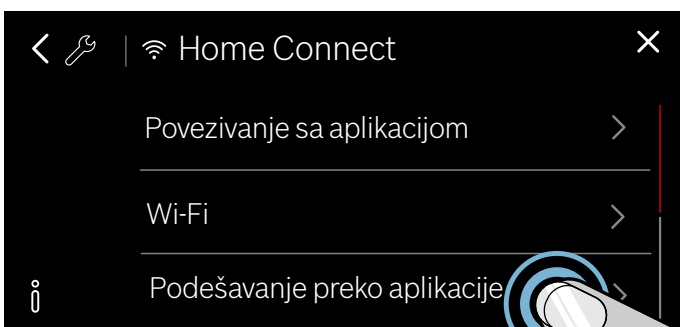 Home Connect
Povezivanje sa aplikacijom
Wi-Fi
Podešavanje preko aplikacije